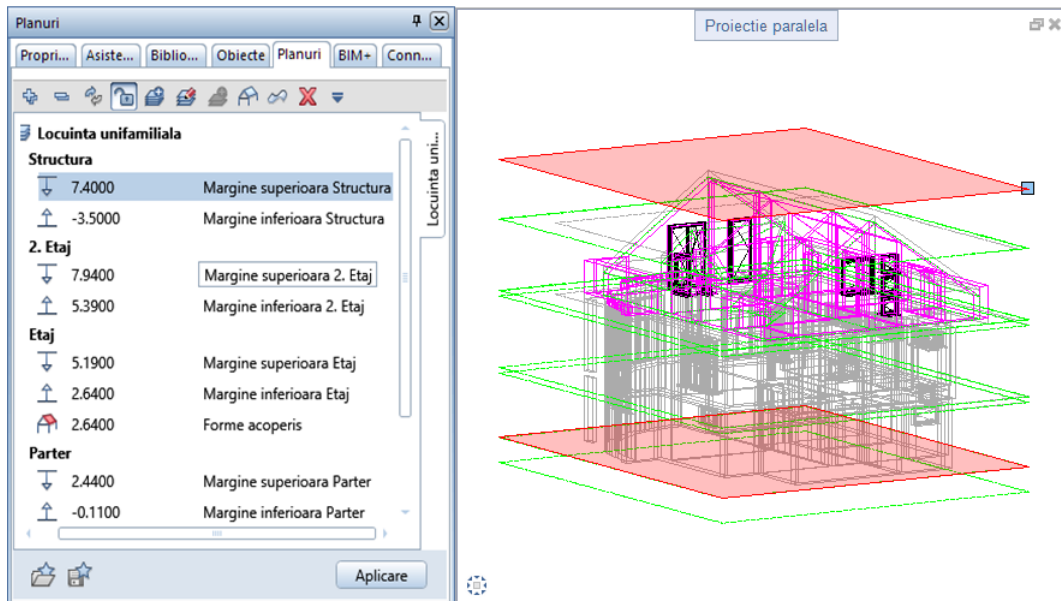 Planuri
Propri... Asiste... Biblio... Obiecte Planuri BIM+ Conn...
Locuinta unifamiliala
Structura
7.4000 Margine superioara Structura
-3.5000 Margine inferioara Structura
2. Etaj
7.9400 Margine superioara 2. Etaj
5.3900 Margine inferioara 2. Etaj
Etaj
5.1900 Margine superioara Etaj
2.6400 Margine inferioara Etaj
2.6400 Forme acoperis
Parter
2.4400 Margine superioara Parter
-0.1100 Margine inferioara Parter
Locuinta uni...
Aplicare
Proiectie paralela